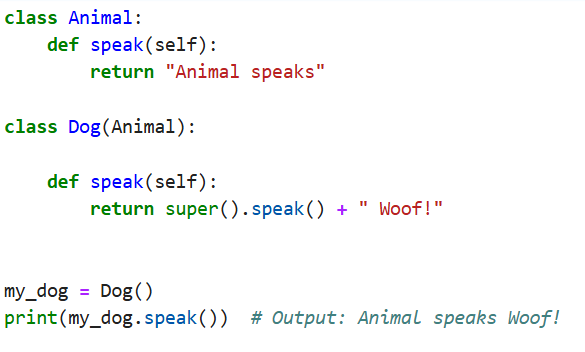 class Animal:
    def speak(self):
        return "Animal speaks"

class Dog(Animal):

    def speak(self):
        return super().speak() + " Woof!"


my_dog = Dog()
print(my_dog.speak())  # Output: Animal speaks Woof!